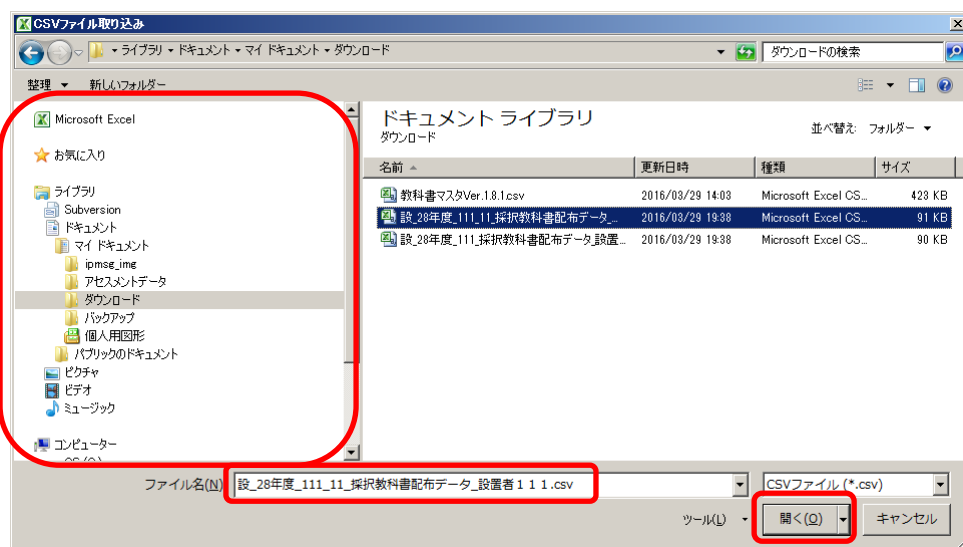 CSVファイル取り込み
ライブラリ ▸ ドキュメント ▸ マイ ドキュメント ▸ ダウンロード
ダウンロードの検索
整理 ▼ 新しいフォルダー
Microsoft Excel
お気に入り
ライブラリ
Subversion
ドキュメント
マイ ドキュメント
ipmsg_img
アセスメントデータ
ダウンロード
バックアップ
個人用図形
パブリックのドキュメント
ピクチャ
ビデオ
ミュージック
コンピューター
ドキュメント ライブラリ
ダウンロード
並べ替え: フォルダー ▼
名前 更新日時 種類 サイズ
教科書マスタVer.1.8.1.csv 2016/03/29 14:03 Microsoft Excel CS... 423 KB
設_28年度_111_11_採択教科書配布データ_... 2016/03/29 19:38 Microsoft Excel CS... 91 KB
設_28年度_111_採択教科書配布データ_設置... 2016/03/29 19:38 Microsoft Excel CS... 90 KB
ファイル名(N) 設_28年度_111_11_採択教科書配布データ_設置者１１１.csv CSVファイル (*.csv)
ツール(L) 開く(O) キャンセル